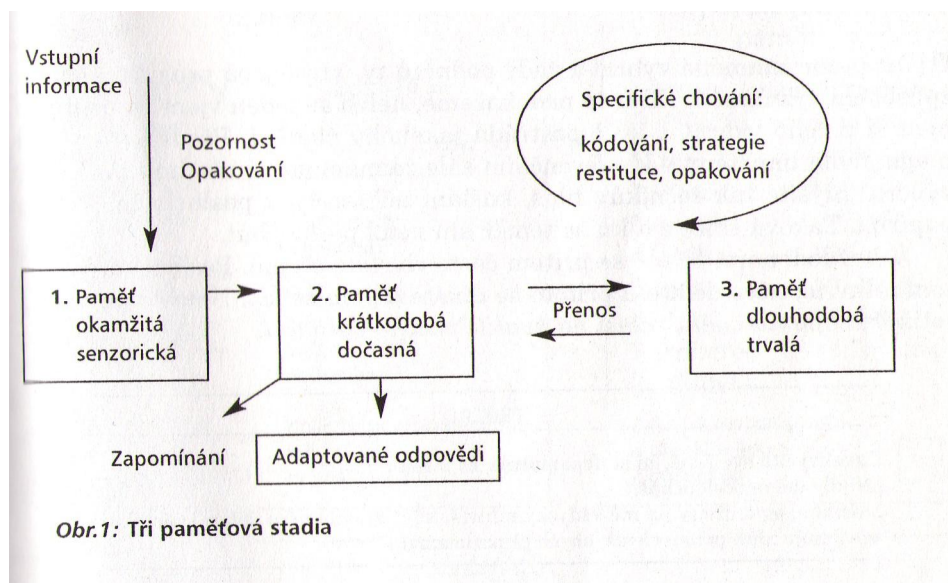 Vstupní
informace
Pozornost
Opakování
Specifické chování:
kódování, strategie
restituce, opakování
1. Paměť
okamžitá
senzorická
2. Paměť
krátkodobá
dočasná
Přenos
3. Paměť
dlouhodobá
trvalá
Zapomínání
Adaptované odpovědi
Obr.1: Tři paměťová stadia